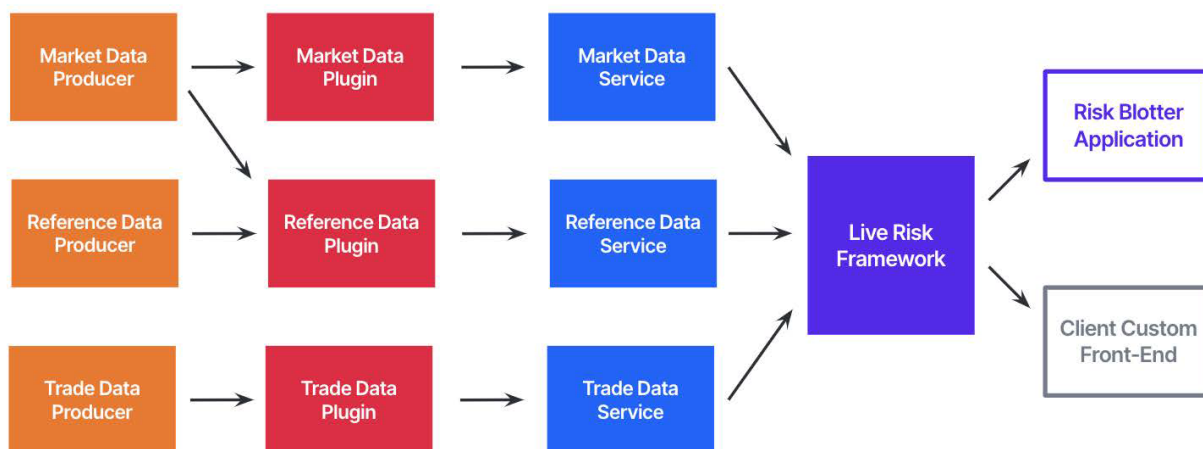 Market Data
Producer
Market Data
Plugin
Market Data
Service
Risk Blotter
Application
Reference Data
Producer
Reference Data
Plugin
Reference Data
Service
Live Risk
Framework
Client Custom
Front-End
Trade Data
Producer
Trade Data
Plugin
Trade Data
Service